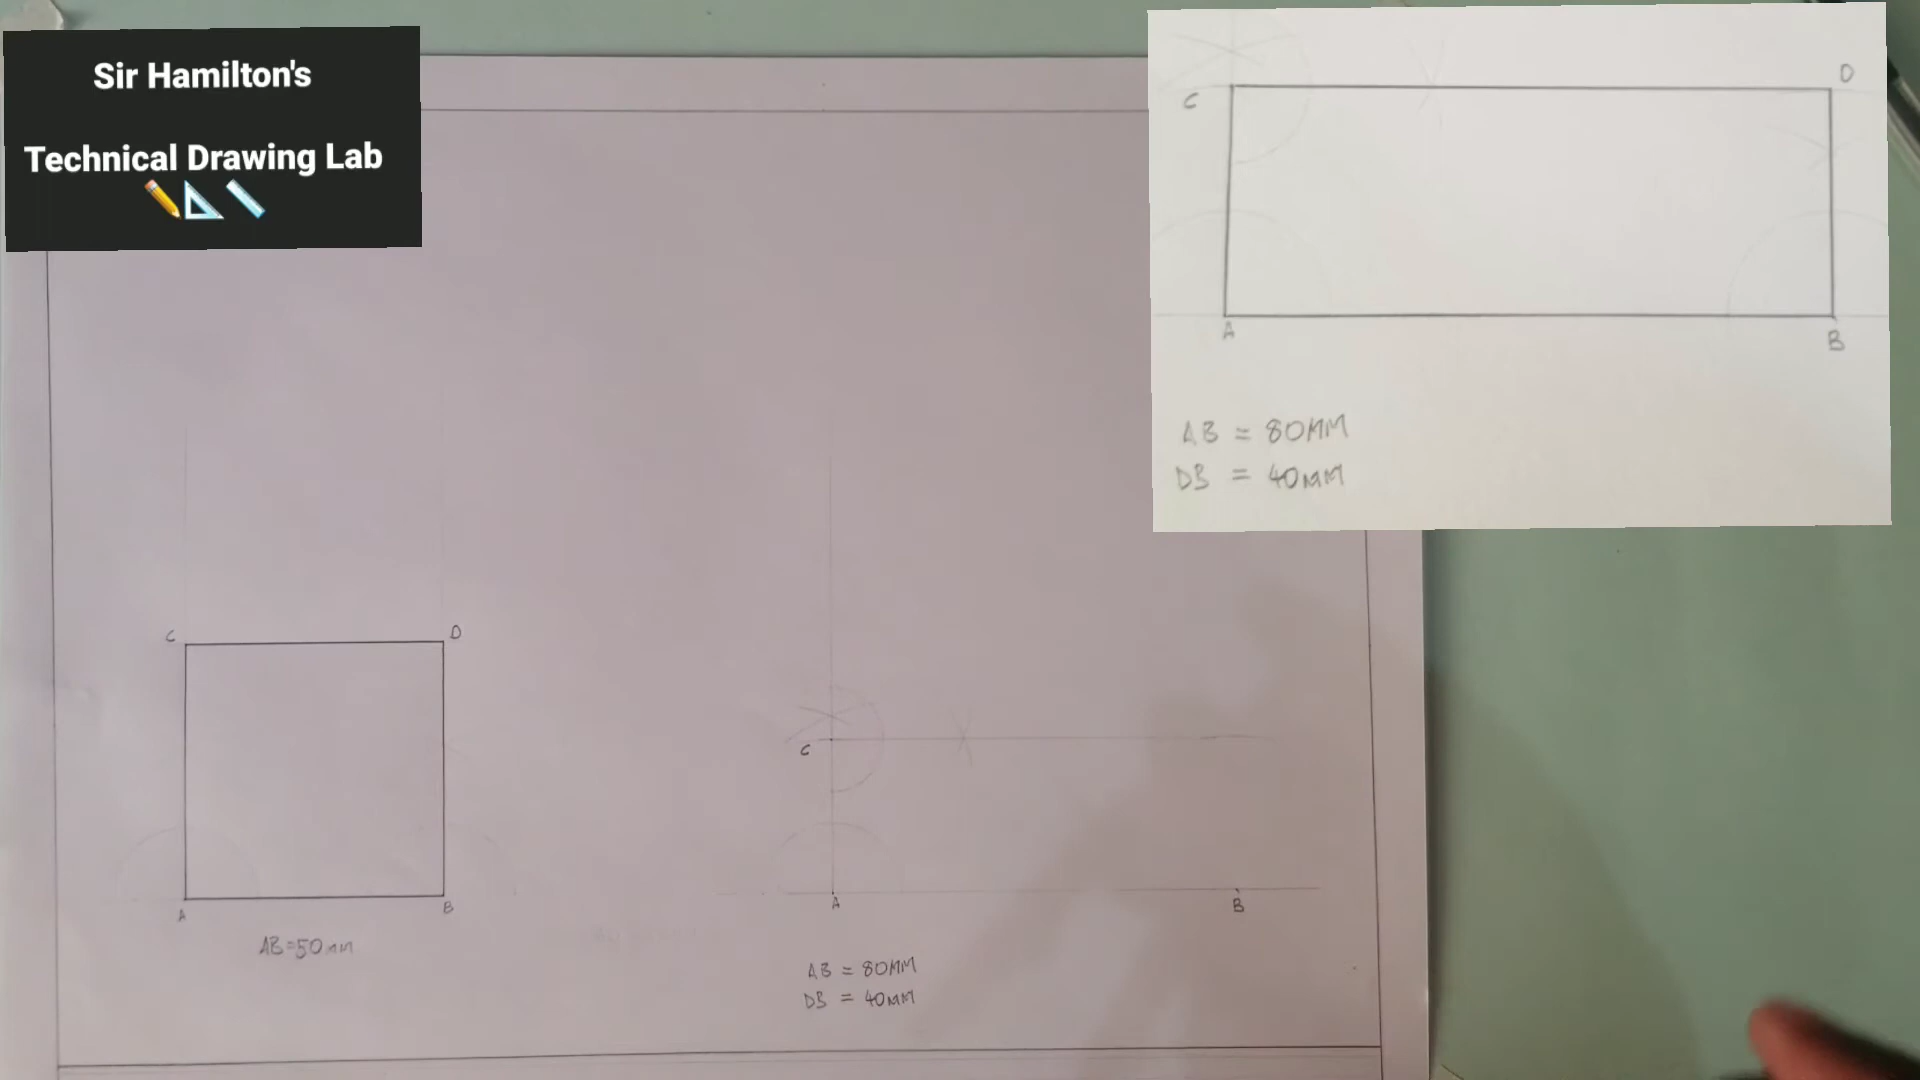 Sir Hamilton's
Technical Drawing Lab
C
D
A
B
AB = 80MM
DB = 40MM
C
D
A
B
AB=50mm
C
A
B
AB = 80MM
DB = 40MM